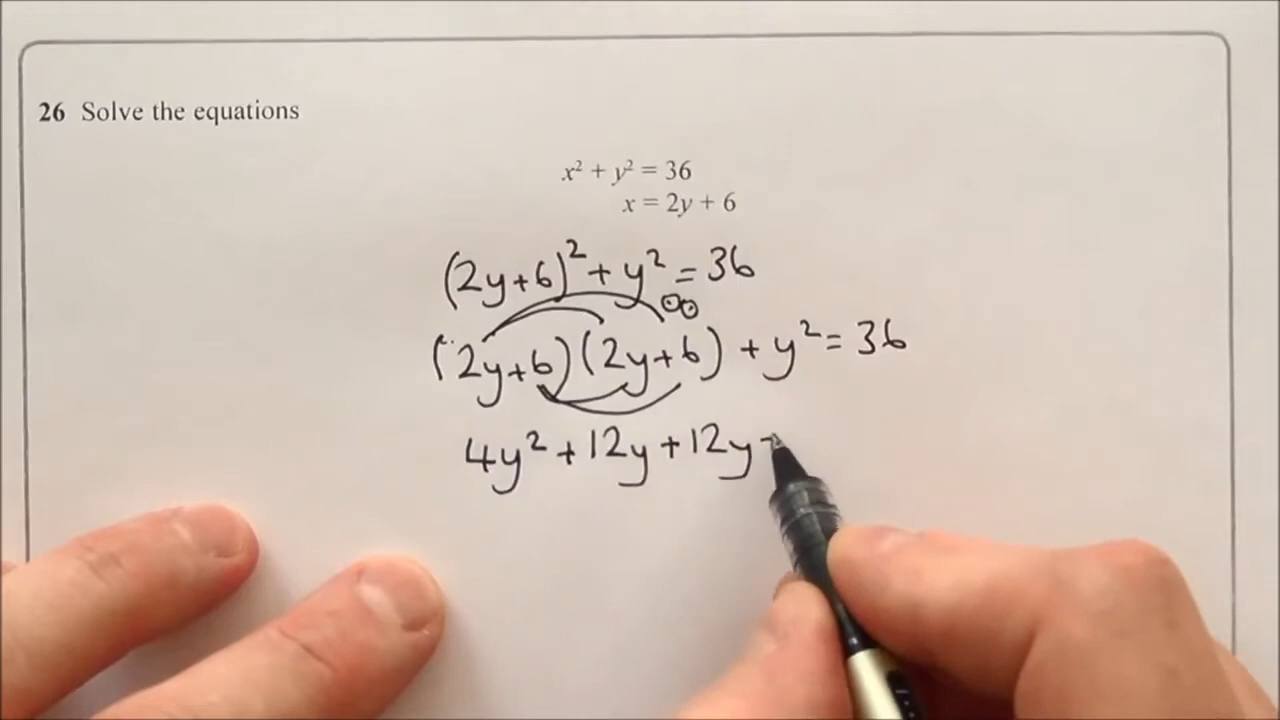 26 Solve the equations
x² + y² = 36
x = 2y + 6
(2y+6)² + y² = 36
(2y+6)(2y+6) + y² = 36
4y² + 12y + 12y